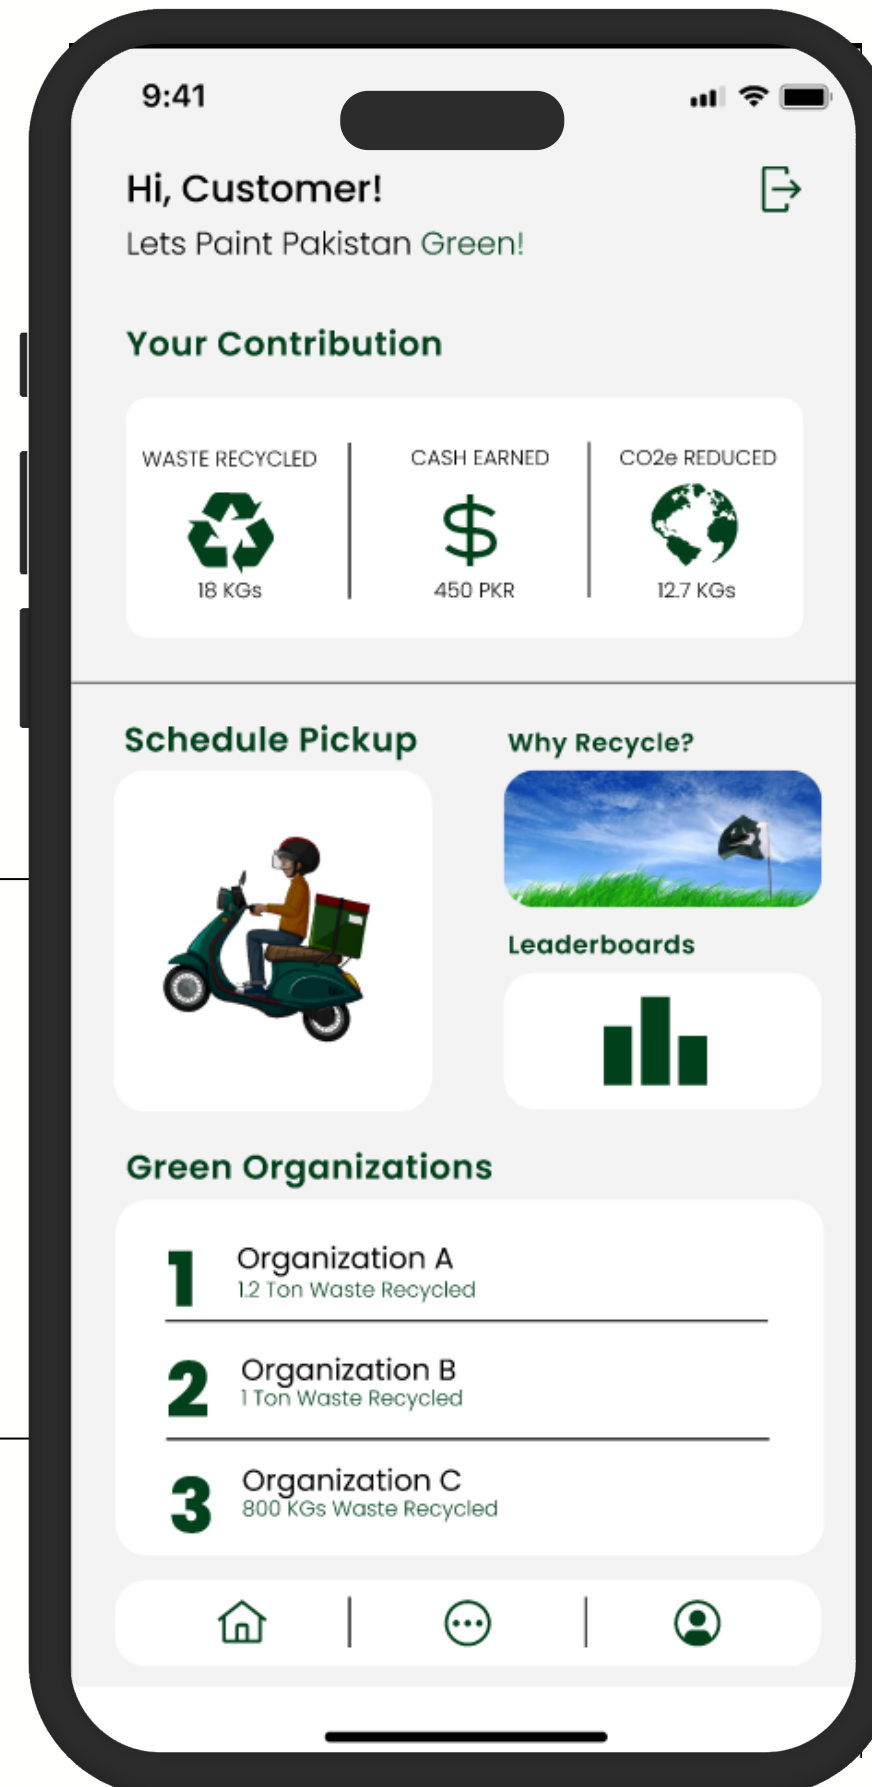 9:41
Hi, Customer!
Lets Paint Pakistan Green!
Your Contribution
WASTE RECYCLED
18 KGs
CASH EARNED
$
450 PKR
CO2e REDUCED
12.7 KGs
Schedule Pickup
Why Recycle?
Leaderboards
Green Organizations
1
Organization A
1.2 Ton Waste Recycled
2
Organization B
1 Ton Waste Recycled
3
Organization C
800 KGs Waste Recycled